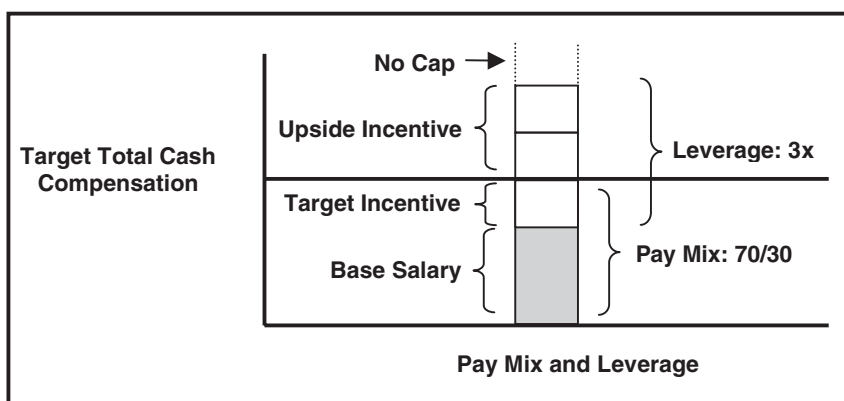 No Cap
Upside Incentive
Leverage: 3x
Target Total Cash
Compensation
Target Incentive
Pay Mix: 70/30
Base Salary
Pay Mix and Leverage